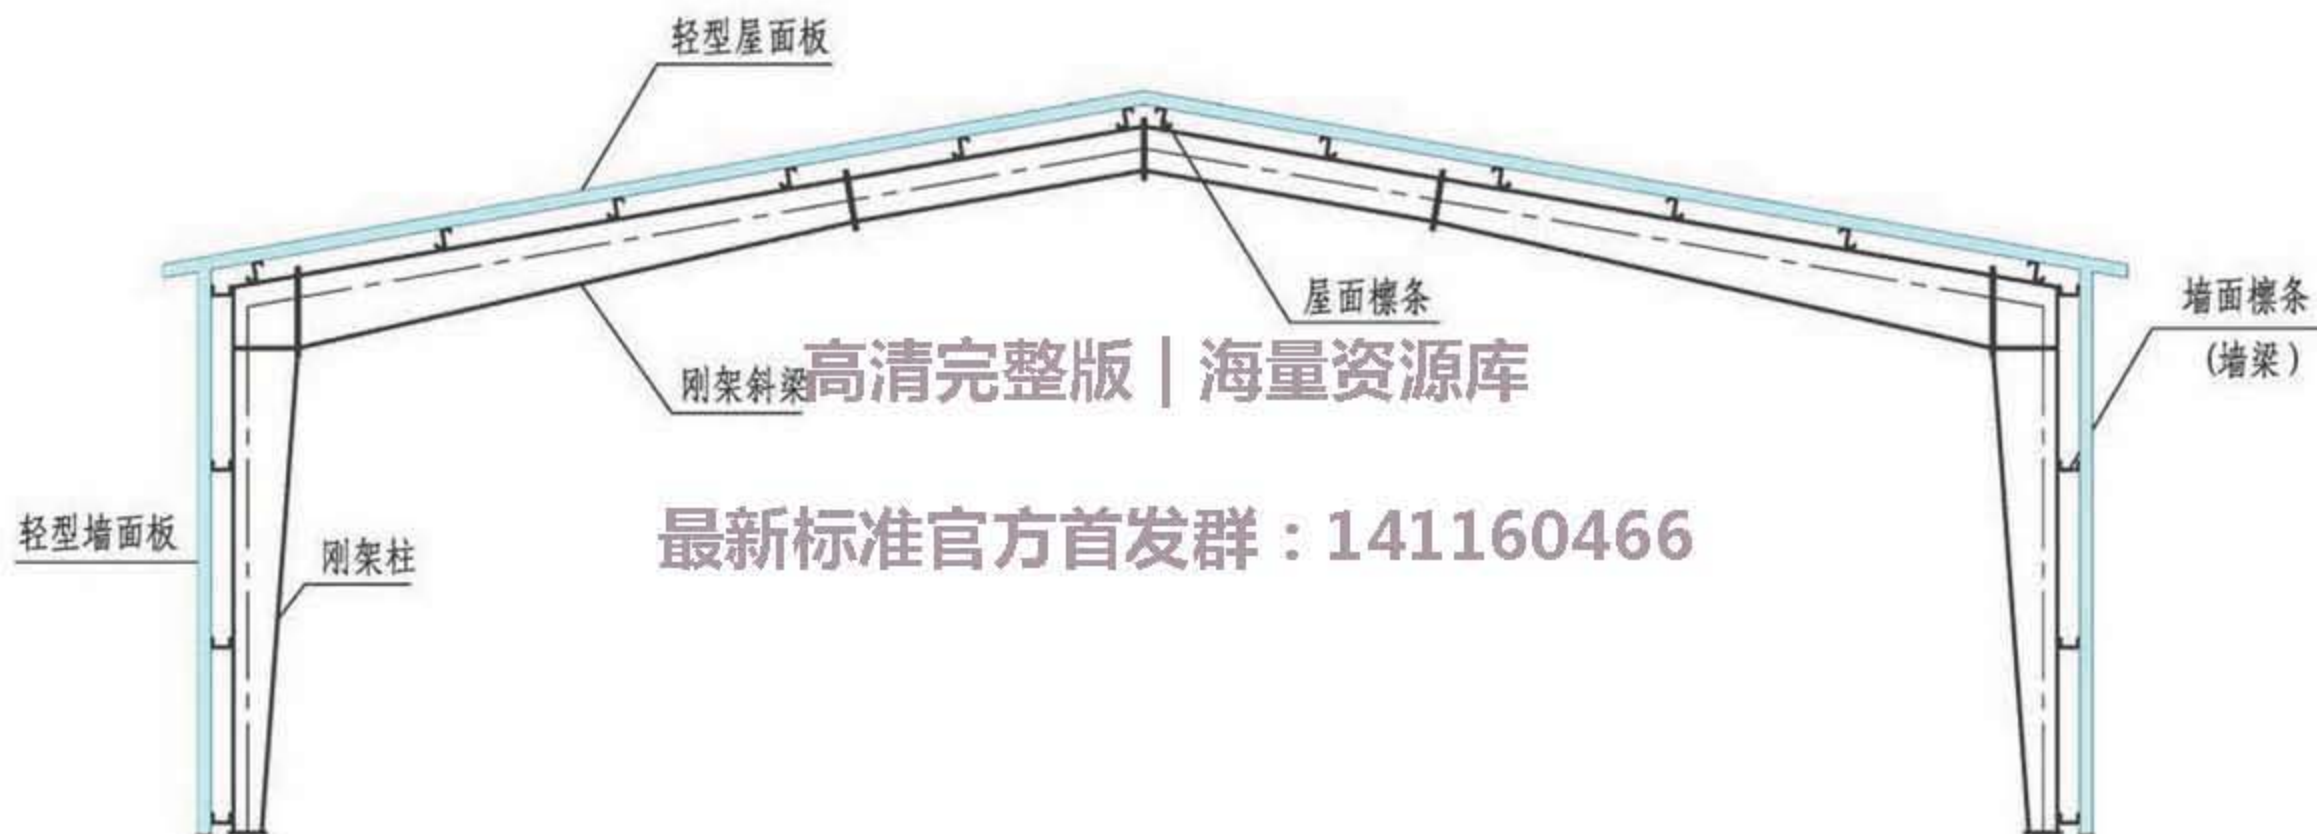 轻型屋面板
屋面檩条
墙面檩条
(墙梁)
刚架斜梁
高清完整版 | 海量资源库
轻型墙面板
刚架柱
最新标准官方首发群：141160466